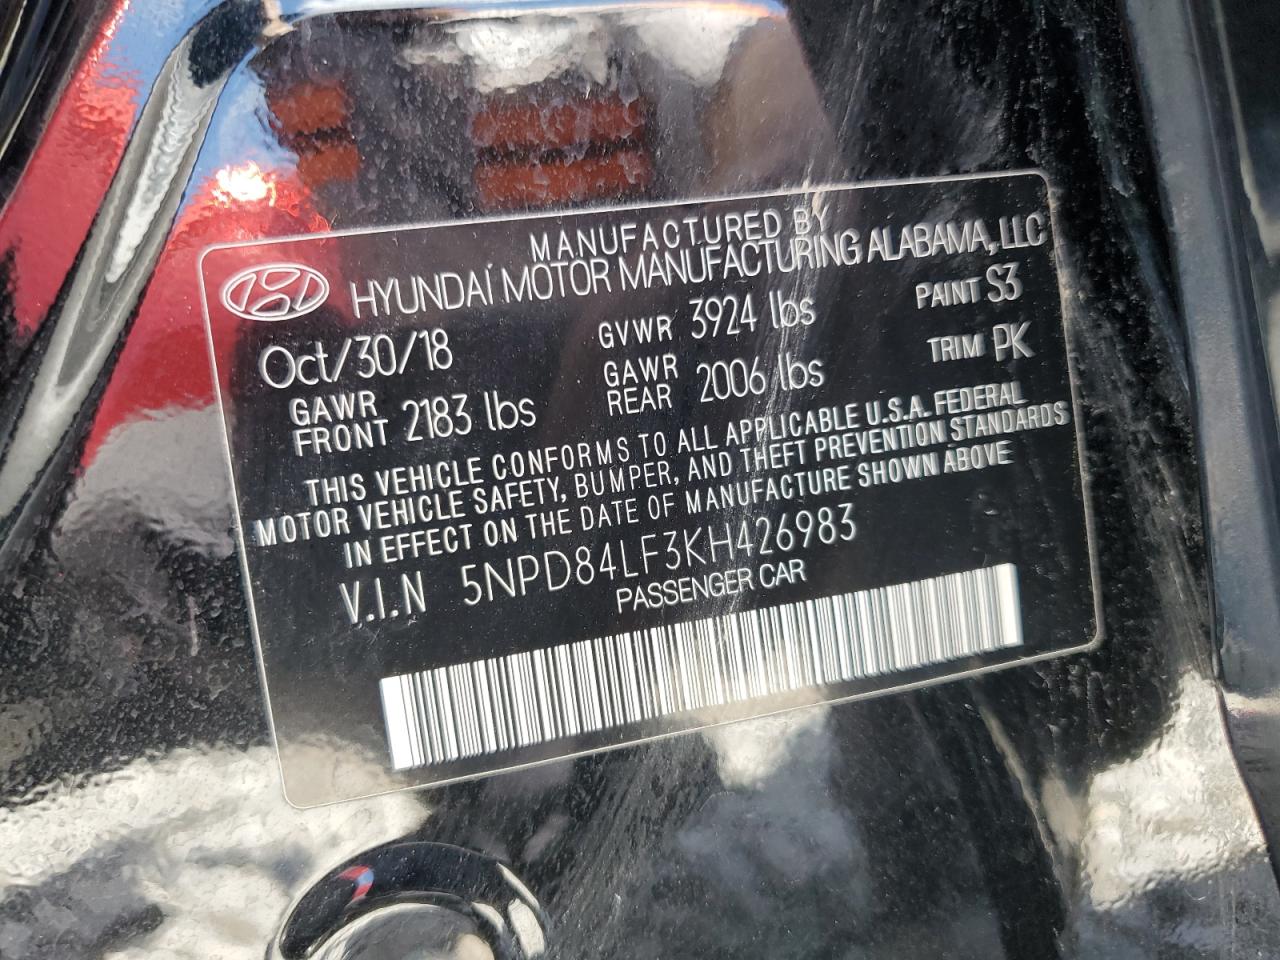 MANUFACTURED BY
HYUNDAI MOTOR MANUFACTURING ALABAMA, LLC
Oct/30/18 GVWR 3924 lbs PAINT S3
GAWR FRONT 2183 lbs GAWR REAR 2006 lbs TRIM PK
THIS VEHICLE CONFORMS TO ALL APPLICABLE U.S.A. FEDERAL
MOTOR VEHICLE SAFETY, BUMPER, AND THEFT PREVENTION STANDARDS
IN EFFECT ON THE DATE OF MANUFACTURE SHOWN ABOVE
V.I.N 5NPD84LF3KH426983
PASSENGER CAR